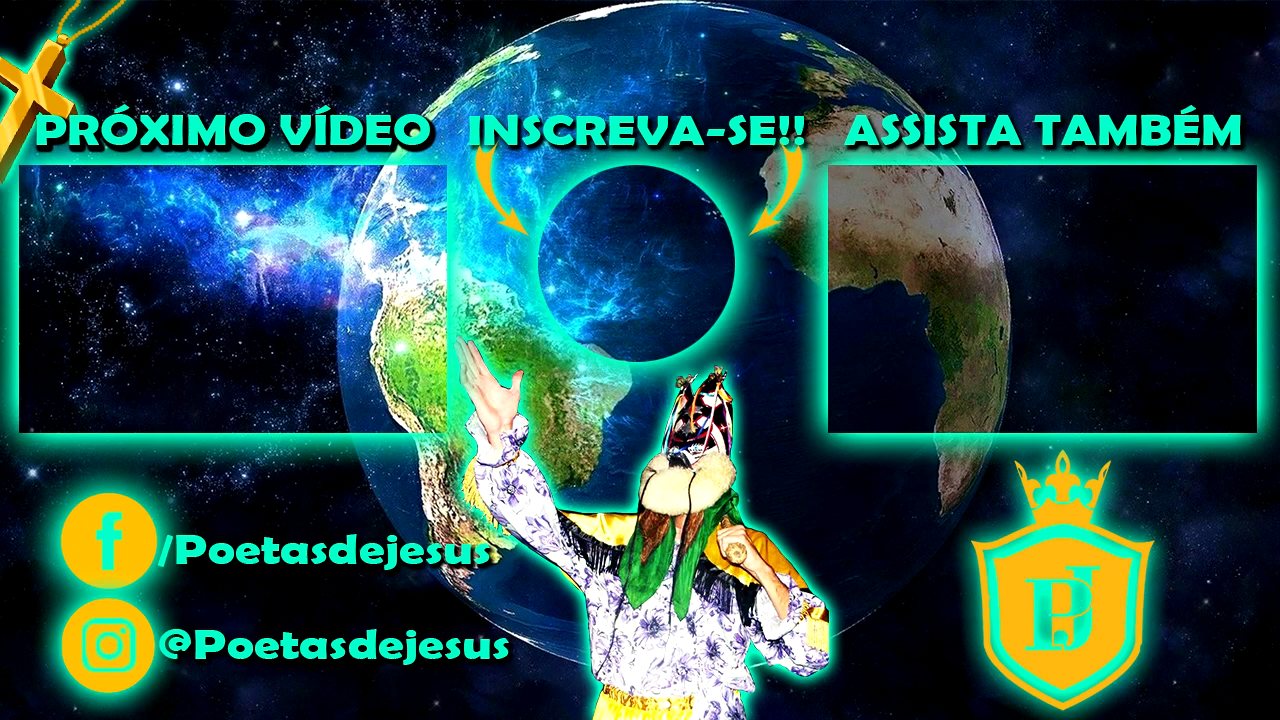 PRÓXIMO VÍDEO
INSCREVA-SE!!
ASSISTA TAMBÉM
/Poetasdejesus
@Poetasdejesus
PJ